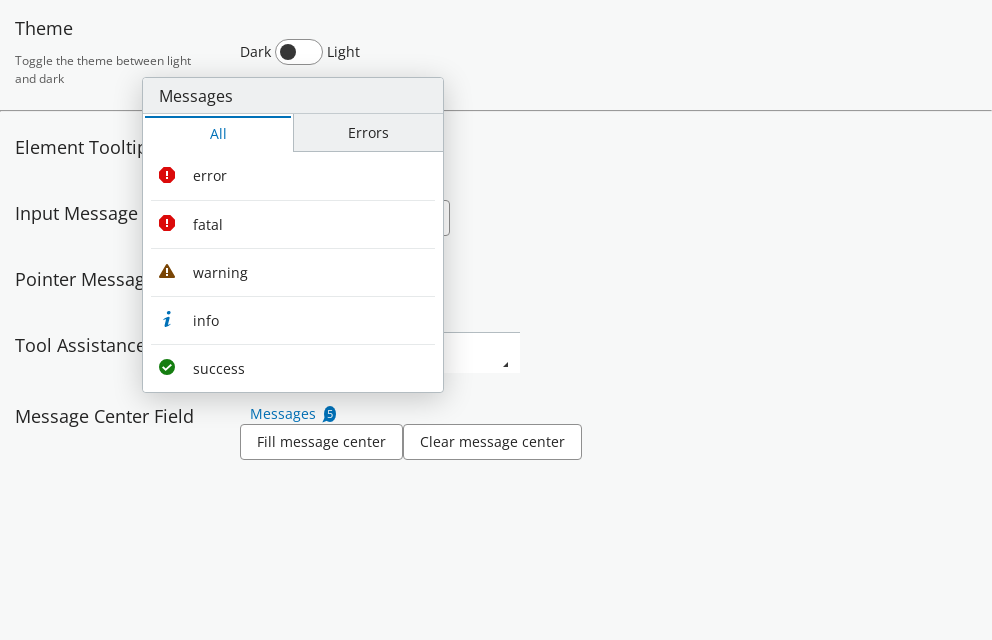 Theme
Toggle the theme between light
and dark
Dark Light
Messages
All Errors
Element Tooltip
error
Input Message
fatal
warning
Pointer Messag
info
Tool Assistance
success
Message Center Field
Messages 5
Fill message center Clear message center